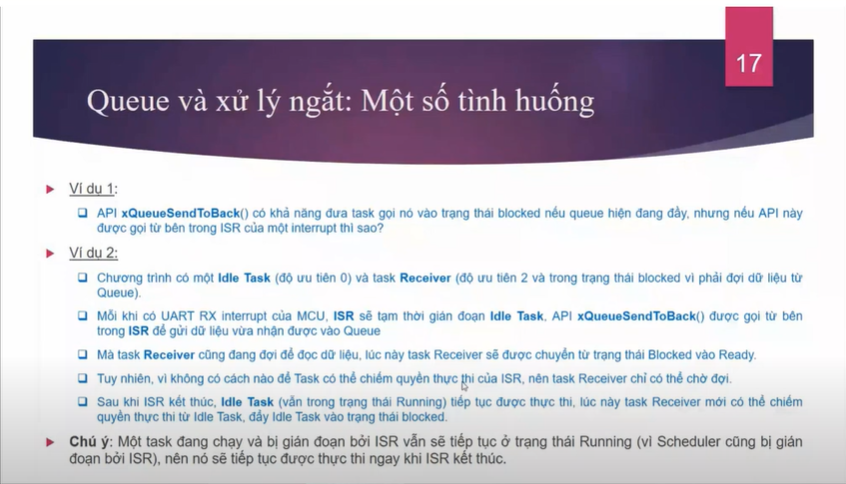 17
Queue và xử lý ngắt: Một số tình huống
Ví dụ 1:
API xQueueSendToBack() có khả năng đưa task gọi nó vào trạng thái blocked nếu queue hiện đang đầy, nhưng nếu API này
được gọi từ bên trong ISR của một interrupt thì sao?
Ví dụ 2:
Chương trình có một Idle Task (độ ưu tiên 0) và task Receiver (độ ưu tiên 2 và trong trạng thái blocked vì phải đợi dữ liệu từ
Queue).
Mỗi khi có UART RX interrupt của MCU, ISR sẽ tạm thời gián đoạn Idle Task, API xQueueSendToBack() được gọi từ bên
trong ISR để gửi dữ liệu vừa nhận được vào Queue
Mà task Receiver cũng đang đợi để đọc dữ liệu, lúc này task Receiver sẽ được chuyển từ trạng thái Blocked vào Ready.
Tuy nhiên, vì không có cách nào để Task có thể chiếm quyền thực thi của ISR, nên task Receiver chỉ có thể chờ đợi.
Sau khi ISR kết thúc, Idle Task (vẫn trong trạng thái Running) tiếp tục được thực thi, lúc này task Receiver mới có thể chiếm
quyền thực thi từ Idle Task, đẩy Idle Task vào trạng thái blocked.
Chú ý: Một task đang chạy và bị gián đoạn bởi ISR vẫn sẽ tiếp tục ở trạng thái Running (vì Scheduler cũng bị gián
đoạn bởi ISR), nên nó sẽ tiếp tục được thực thi ngay khi ISR kết thúc.